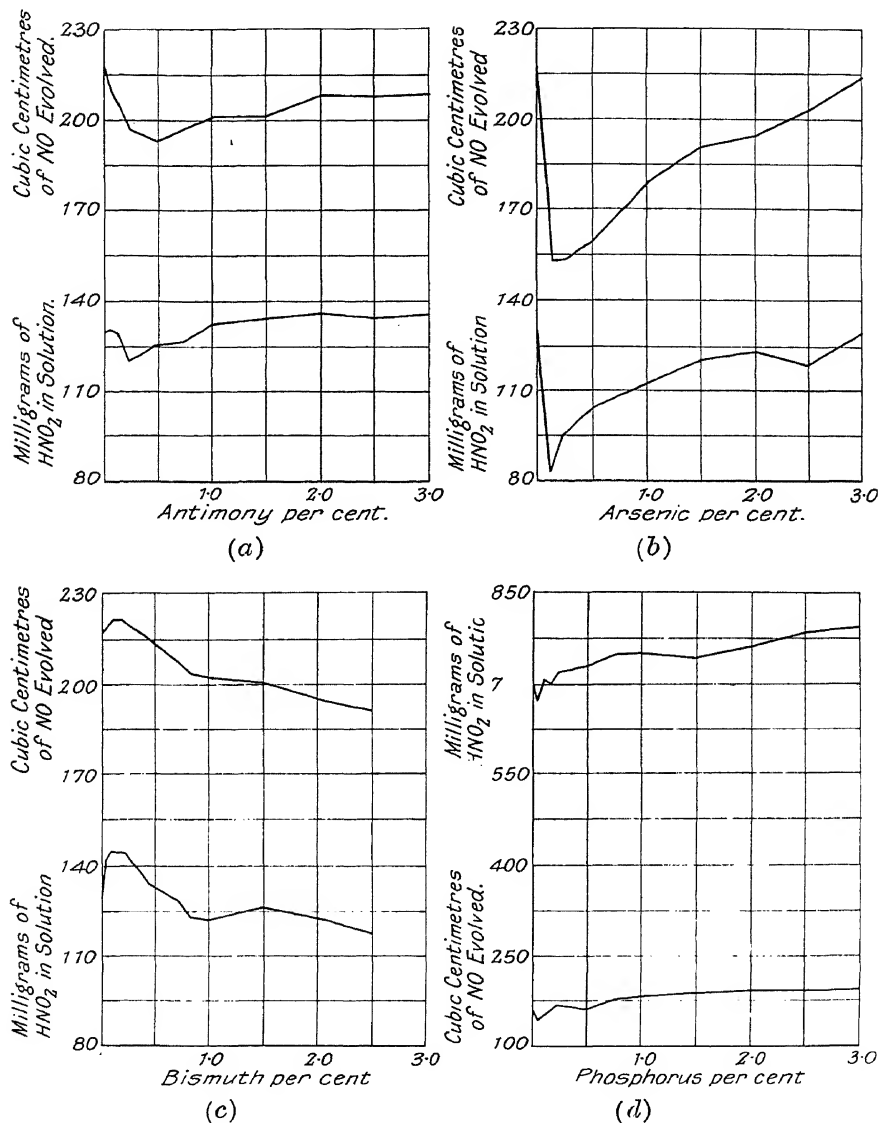 Cubic Centimetres
of NO Evolved.
Milligrams of
HNO2 in Solution.
230
200
170
140
110
80
1·0
2·0
3·0
Antimony per cent.
(a)
Cubic Centimetres
of NO Evolved
Milligrams of
HNO2 in Solution
230
200
170
140
110
80
1·0
2·0
3·0
Arsenic per cent.
(b)
Cubic Centimetres
of NO Evolved
Milligrams of
HNO2 in Solution
230
200
170
140
110
80
1·0
2·0
3·0
Bismuth per cent
(c)
Milligrams of
HNO2 in Solutic
Cubic Centimetres
of NO Evolved.
850
7
550
400
250
100
1·0
2·0
3·0
Phosphorus per cent
(d)